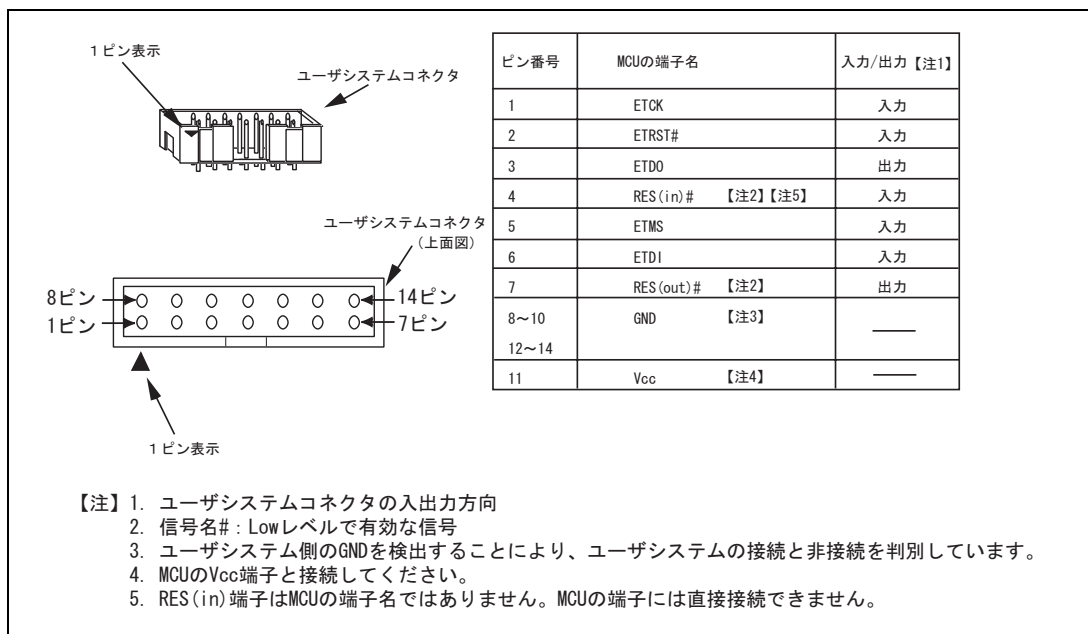 1ピン表示
ユーザシステムコネクタ
ユーザシステムコネクタ
(上面図)
8ピン
14ピン
1ピン
7ピン
1ピン表示
ピン番号 MCUの端子名 入力/出力【注1】
1 ETCK 入力
2 ETRST# 入力
3 ETDO 出力
4 RES(in)# 【注2】【注5】 入力
5 ETMS 入力
6 ETDI 入力
7 RES(out)# 【注2】 出力
8〜10 GND 【注3】 ——
12〜14
11 Vcc 【注4】 ——
【注】1. ユーザシステムコネクタの入出力方向
2. 信号名#:Lowレベルで有効な信号
3. ユーザシステム側のGNDを検出することにより、ユーザシステムの接続と非接続を判別しています。
4. MCUのVcc端子と接続してください。
5. RES(in)端子はMCUの端子名ではありません。MCUの端子には直接接続できません。